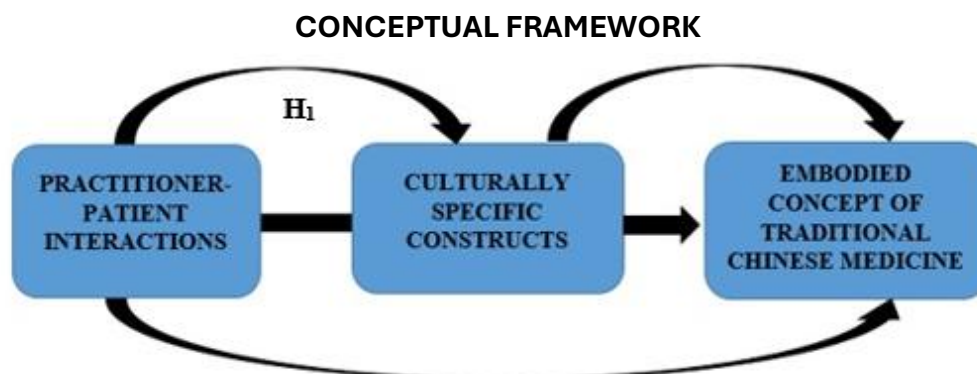 CONCEPTUAL FRAMEWORK
H₁
PRACTITIONER-
PATIENT
INTERACTIONS
CULTURALLY
SPECIFIC
CONSTRUCTS
EMBODIED
CONCEPT OF
TRADITIONAL
CHINESE MEDICINE